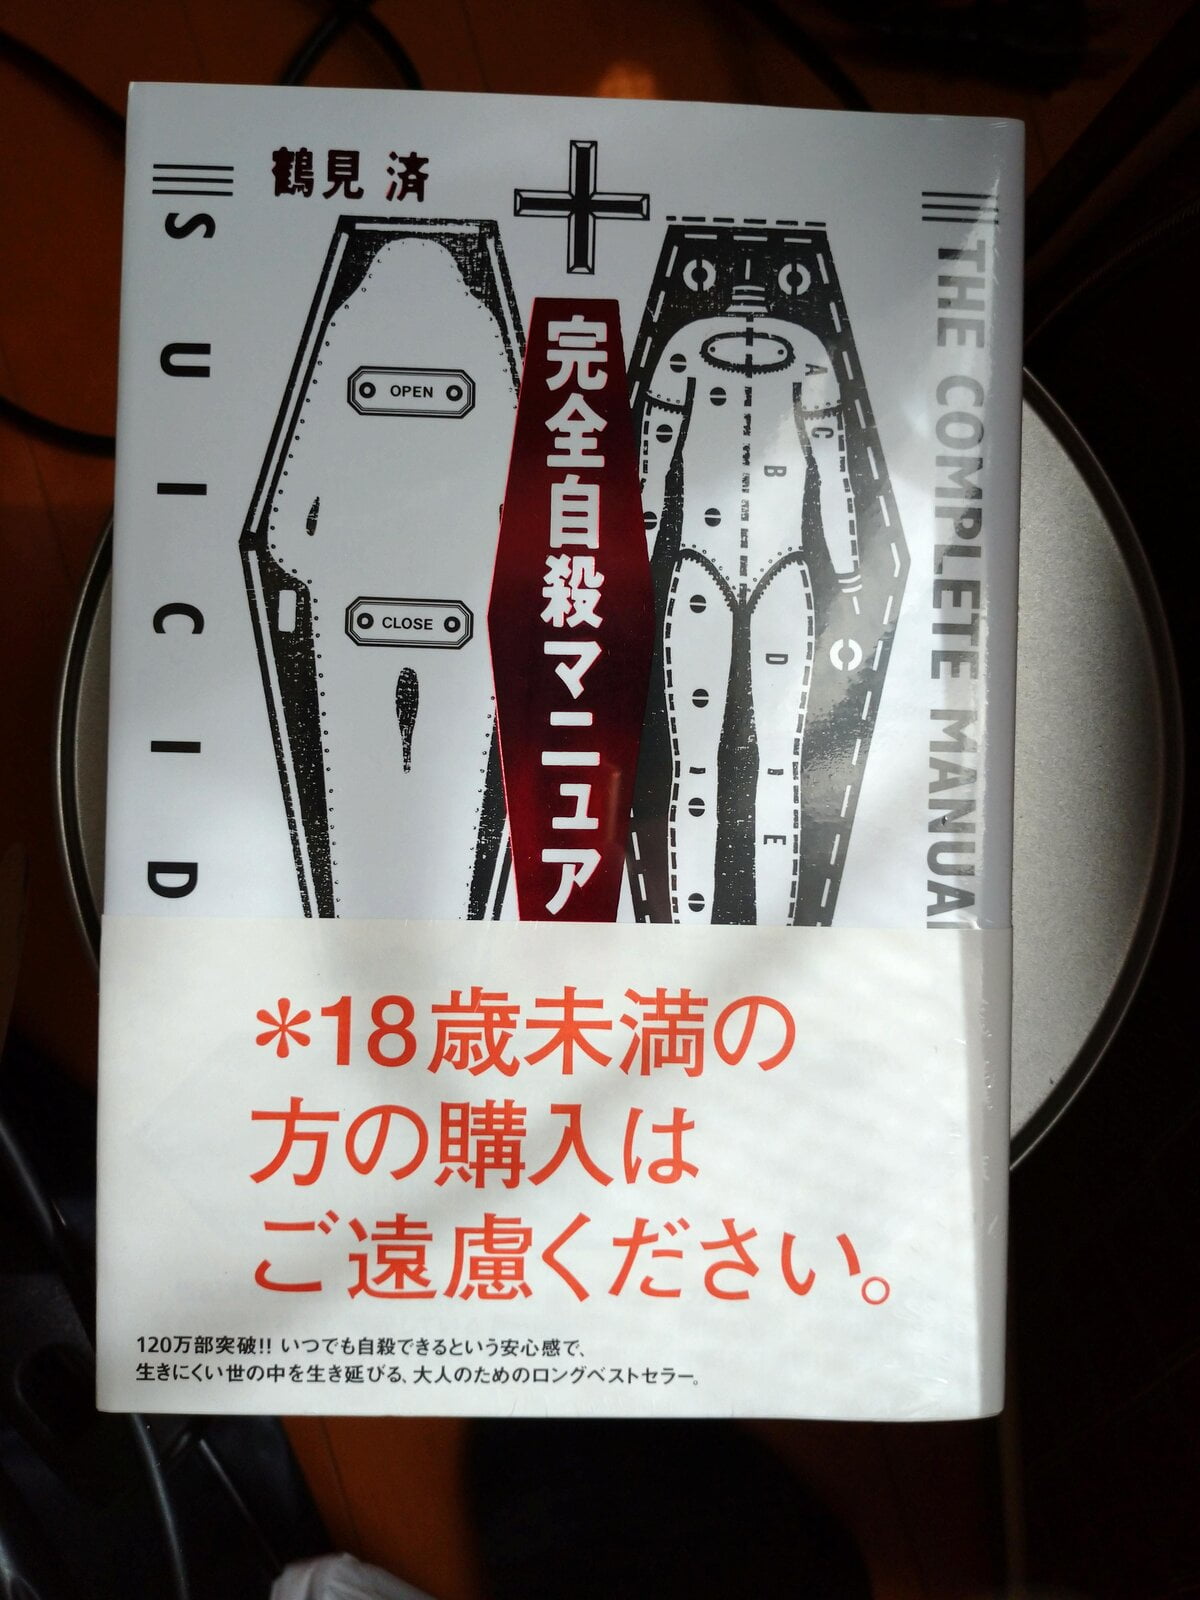 鶴見 済
完全自殺マニュア
SUICID
THE COMPLETE MANUA
OPEN
CLOSE
A
C
B
D
E
*18歳未満の
方の購入は
ご遠慮ください。
120万部突破!! いつでも自殺できるという安心感で、
生きにくい世の中を生き延びる、大人のためのロングベストセラー。